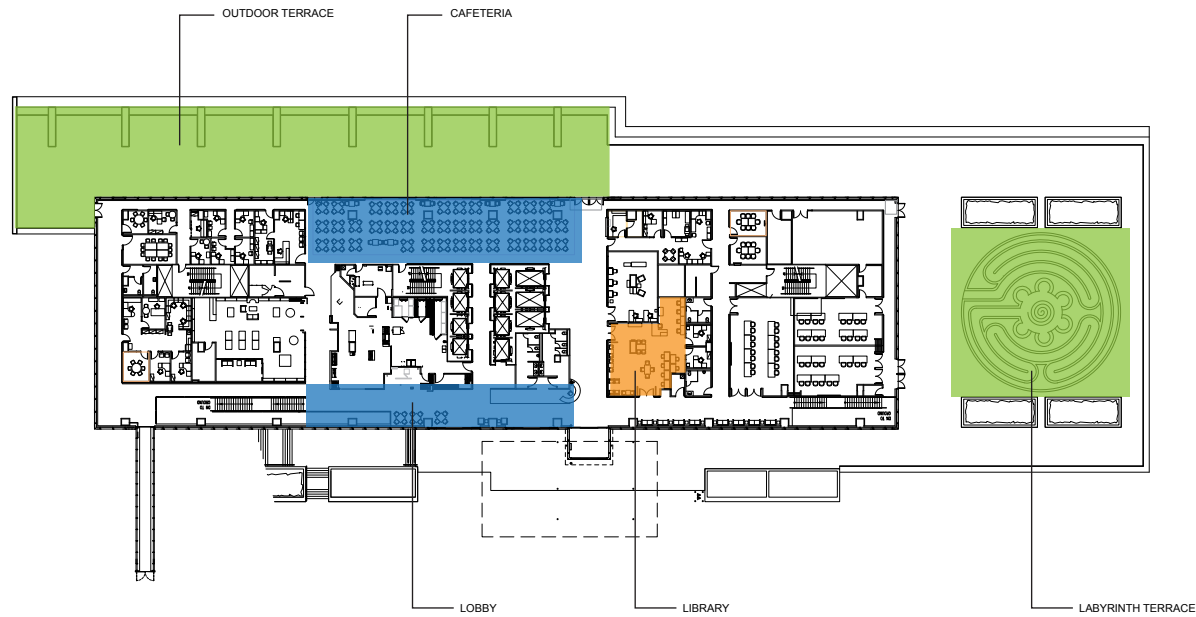 OUTDOOR TERRACE
CAFETERIA
LOBBY
LIBRARY
LABYRINTH TERRACE